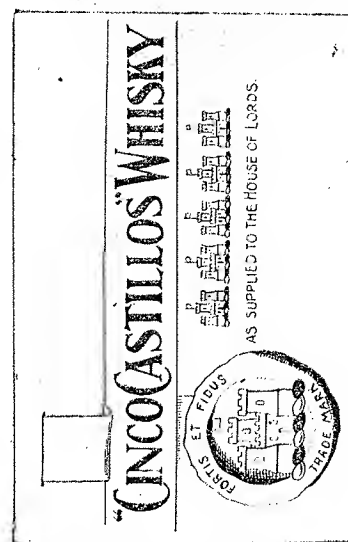 "CINCO CASTILLOS" WHISKY
AS SUPPLIED TO THE HOUSE OF LORDS.
FORTIS ET FIDUS
TRADE MARK